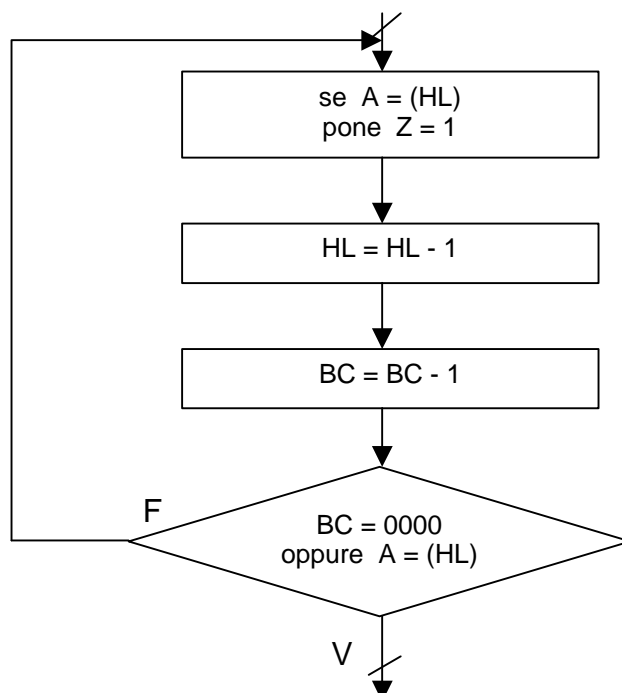 se A = (HL)
pone Z = 1
HL = HL - 1
BC = BC - 1
F
BC = 0000
oppure A = (HL)
V